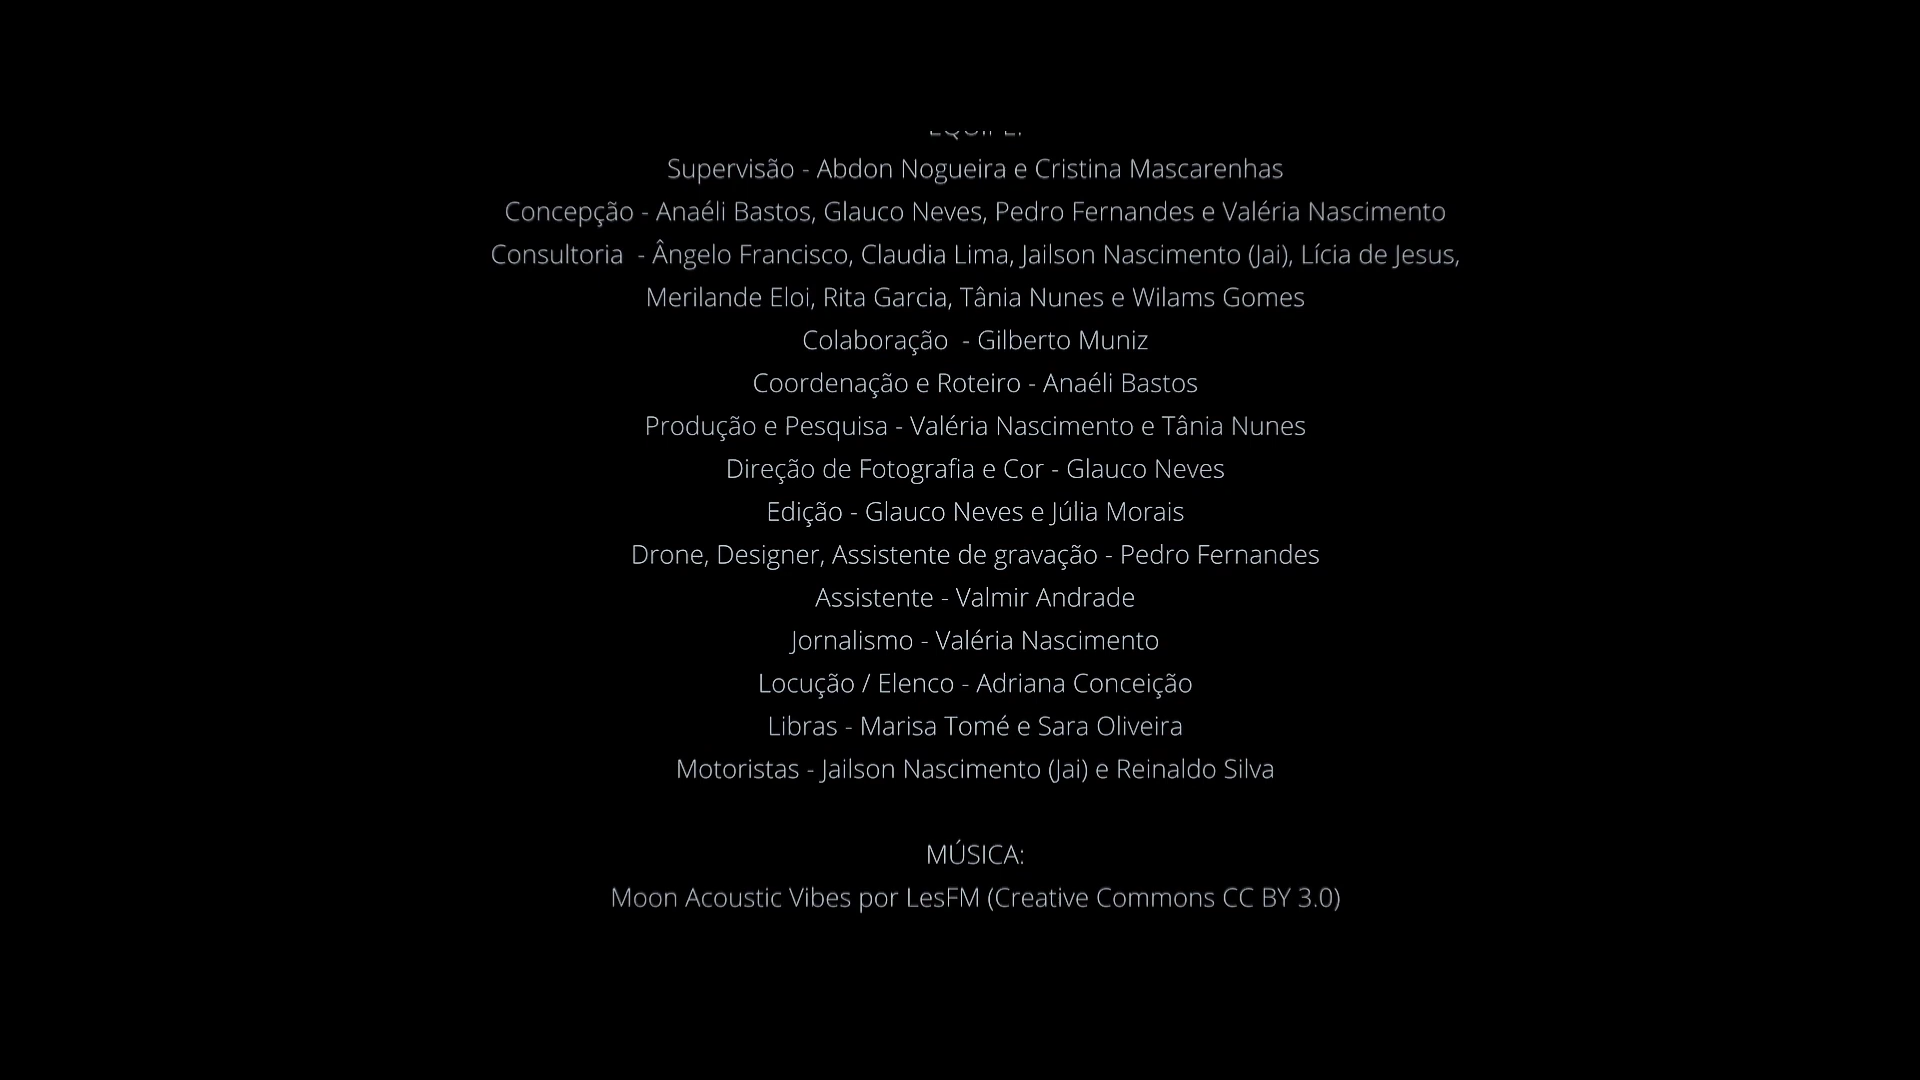 EQUIPE:
Supervisão - Abdon Nogueira e Cristina Mascarenhas
Concepção - Anaéli Bastos, Glauco Neves, Pedro Fernandes e Valéria Nascimento
Consultoria  - Ângelo Francisco, Claudia Lima, Jailson Nascimento (Jai), Lícia de Jesus,
Merilande Eloi, Rita Garcia, Tânia Nunes e Wilams Gomes
Colaboração  - Gilberto Muniz
Coordenação e Roteiro - Anaéli Bastos
Produção e Pesquisa - Valéria Nascimento e Tânia Nunes
Direção de Fotografia e Cor - Glauco Neves
Edição - Glauco Neves e Júlia Morais
Drone, Designer, Assistente de gravação - Pedro Fernandes
Assistente - Valmir Andrade
Jornalismo - Valéria Nascimento
Locução / Elenco - Adriana Conceição
Libras - Marisa Tomé e Sara Oliveira
Motoristas - Jailson Nascimento (Jai) e Reinaldo Silva
MÚSICA:
Moon Acoustic Vibes por LesFM (Creative Commons CC BY 3.0)